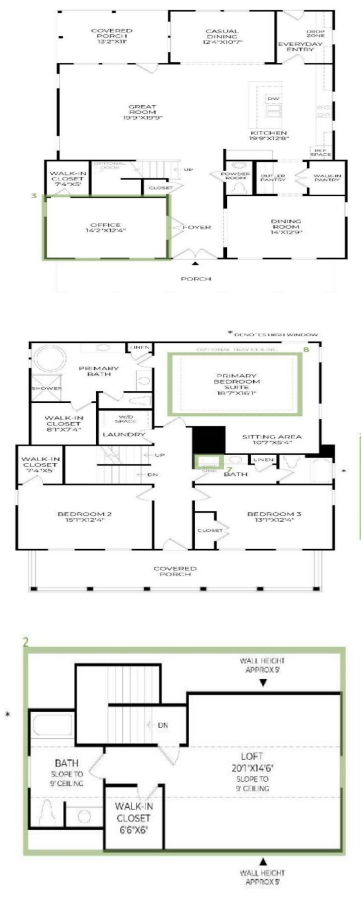 COVERED
PORCH
13'2"X11'
CASUAL
DINING
12'4"X10'7"
DROP
ZONE
EVERYDAY
ENTRY
GREAT
ROOM
19'9"X19'9"
DW
KITCHEN
19'9"X12'8"
REF.
SPACE
WALK-IN
CLOSET
7'4"X5'
UP
CLOSET
POWDER
ROOM
BUTLER
PANTRY
WALK-IN
PANTRY
3
OFFICE
14'2"X12'4"
FOYER
DINING
ROOM
14'X12'9"
PORCH
* DENOTES HIGH WINDOW
OPTIONAL TRAY CEILING
8
LINEN
PRIMARY
BATH
SHOWER
PRIMARY
BEDROOM
SUITE
18'7"X16'1"
WALK-IN
CLOSET
8'1"X7'4"
W/D
SPACE
LAUNDRY
SITTING AREA
10'7"X5'4"
WALK-IN
CLOSET
7'4"X5'
UP
DN
7
BATH
LINEN
*
BEDROOM 2
15'1"X12'4"
CLOSET
BEDROOM 3
13'1"X12'4"
COVERED
PORCH
2
WALL HEIGHT
APPROX 5'
*
DN
BATH
SLOPE TO
9' CEILING
LOFT
20'1"X14'6"
SLOPE TO
9' CEILING
WALK-IN
CLOSET
6'6"X6'
WALL HEIGHT
APPROX 5'